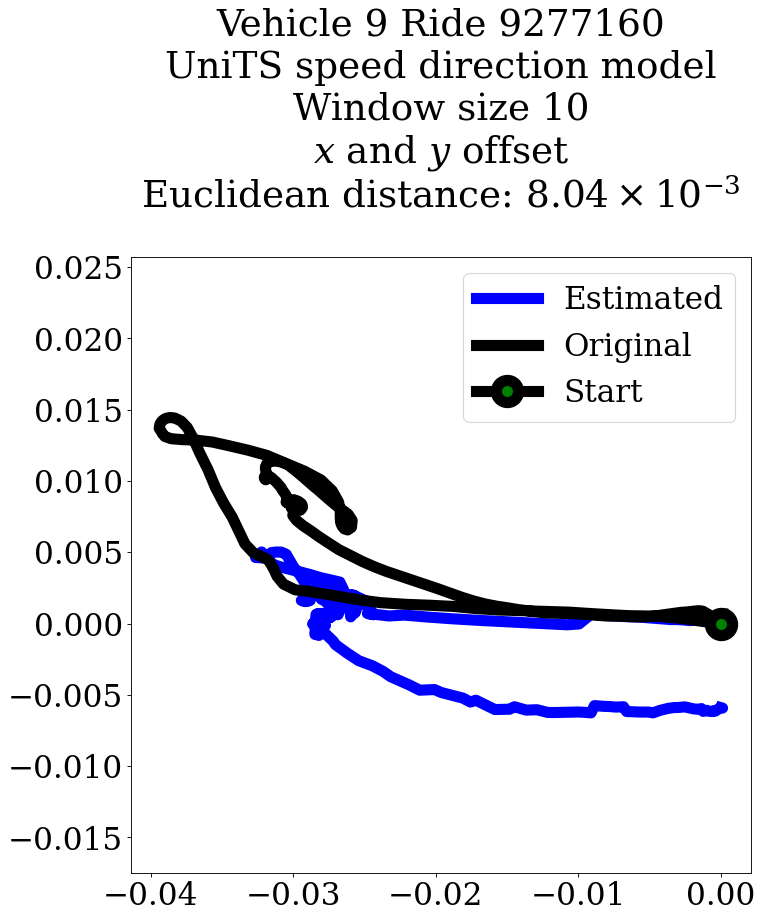 Vehicle 9 Ride 9277160
UniTS speed direction model
Window size 10
x and y offset
Euclidean distance: 8.04 × 10⁻³
0.025
0.020
0.015
0.010
0.005
0.000
−0.005
−0.010
−0.015
Estimated
Original
Start
−0.04 −0.03 −0.02 −0.01 0.00